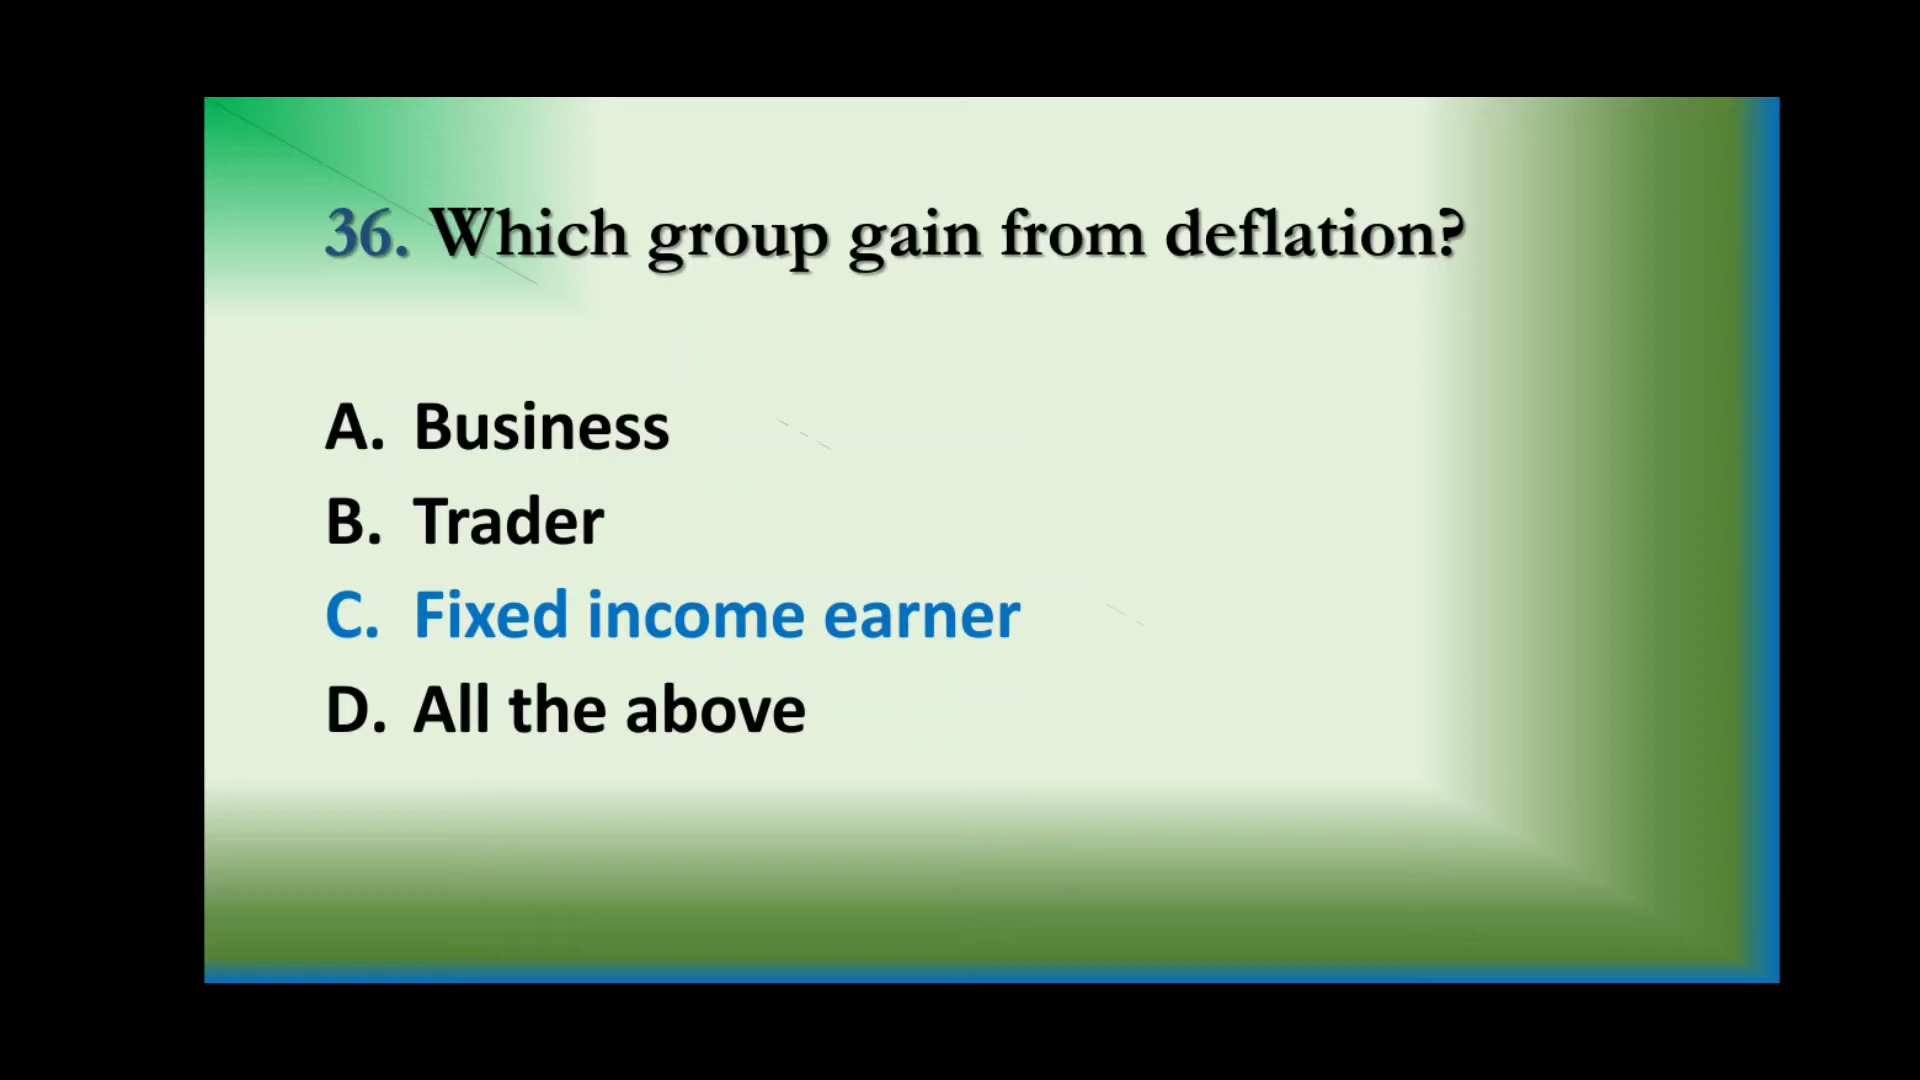 36. Which group gain from deflation?
A. Business
B. Trader
C. Fixed income earner
D. All the above